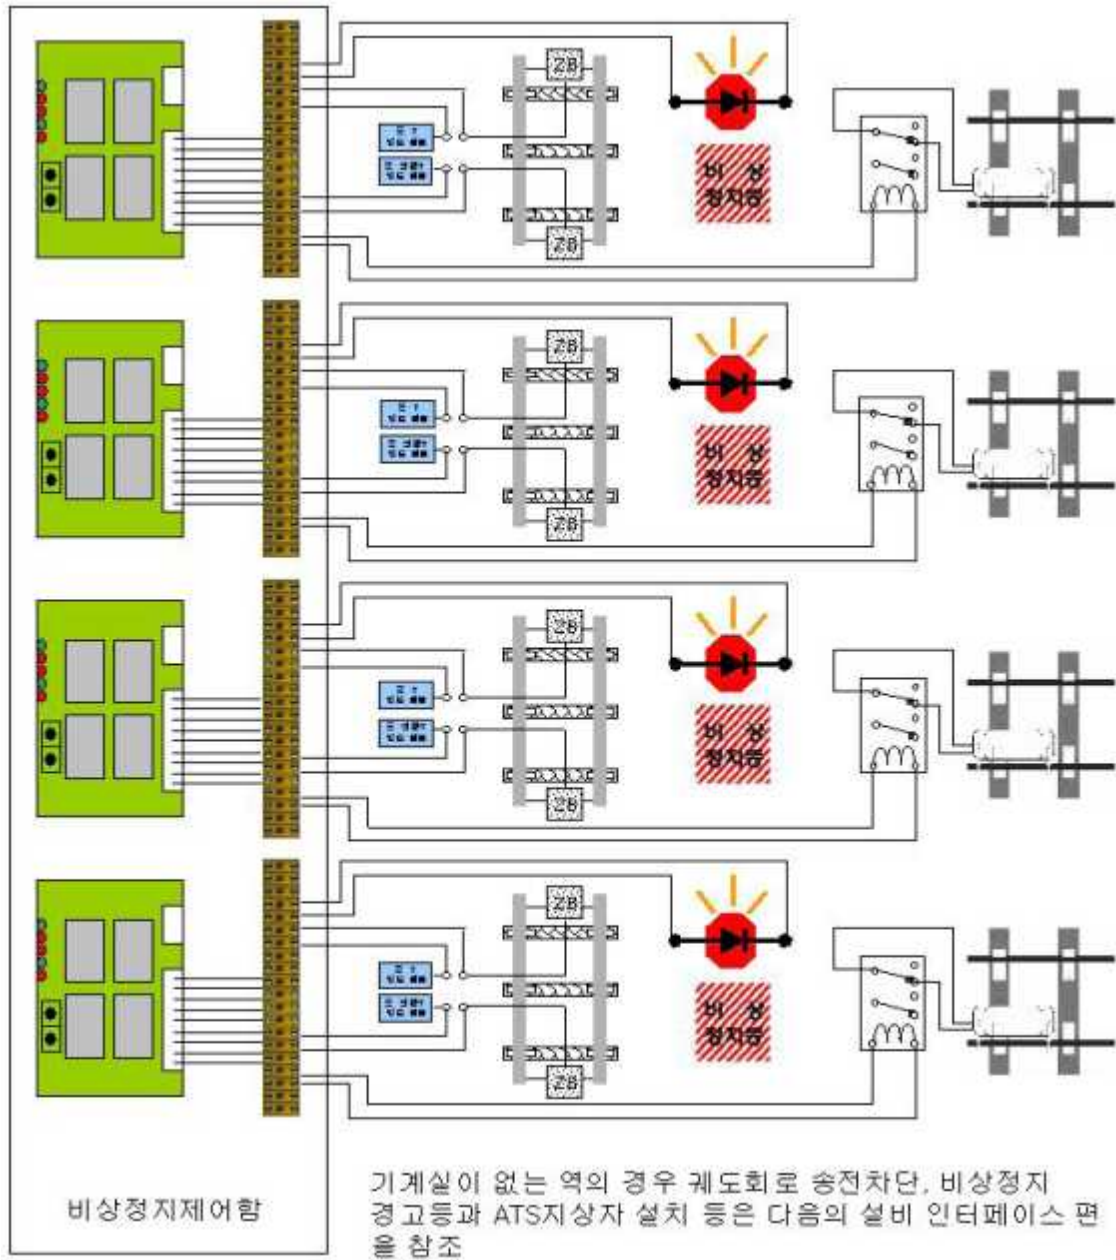 ZB
비 상
정지등
ZB
ZB
비 상
정지등
ZB
ZB
비 상
정지등
ZB
ZB
비 상
정지등
ZB
비상정지제어함
기계실이 없는 역의 경우 궤도회로 송전차단, 비상정지
경고등과 ATS지상자 설치 등은 다음의 설비 인터페이스 편
을 참조